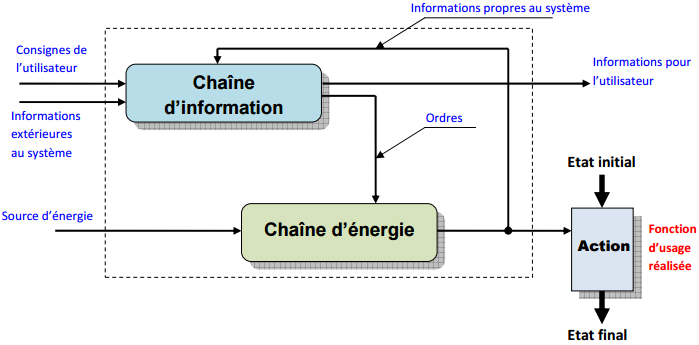 Informations propres au système
Consignes de
l’utilisateur
Informations pour
l’utilisateur
Chaîne
d’information
Informations
extérieures
au système
Ordres
Etat initial
Source d’énergie
Chaîne d’énergie
Action
Fonction
d’usage
réalisée
Etat final